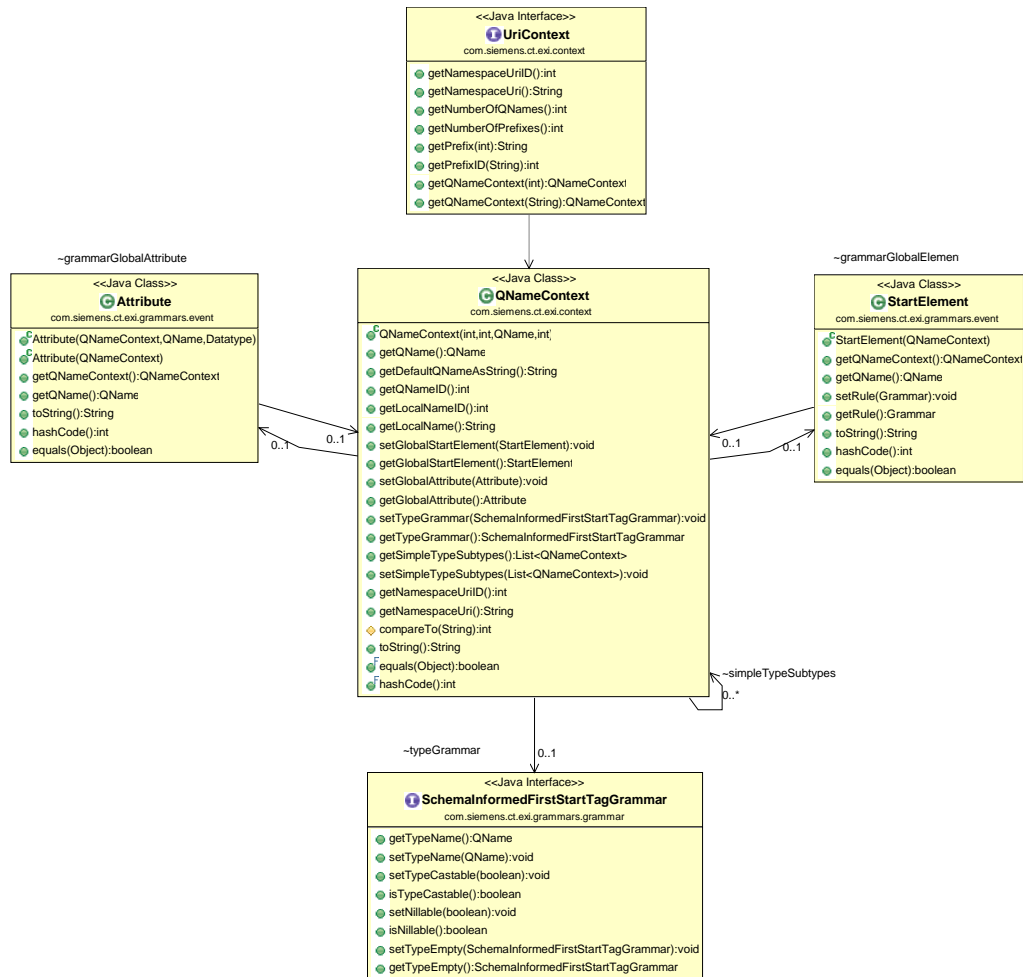 <<Java Interface>>
UriContext
com.siemens.ct.exi.context
getNamespaceUriID():int
getNamespaceUri():String
getNumberOfQNames():int
getNumberOfPrefixes():int
getPrefix(int):String
getPrefixID(String):int
getQNameContext(int):QNameContext
getQNameContext(String):QNameContext
~grammarGlobalAttribute
<<Java Class>>
Attribute
com.siemens.ct.exi.grammars.event
Attribute(QNameContext,QName,Datatype)
Attribute(QNameContext)
getQNameContext():QNameContext
getQName():QName
toString():String
hashCode():int
equals(Object):boolean
0..1
0..1
<<Java Class>>
QNameContext
com.siemens.ct.exi.context
QNameContext(int,int,QName,int)
getQName():QName
getDefaultQNameAsString():String
getQNameID():int
getLocalNameID():int
getLocalName():String
setGlobalStartElement(StartElement):void
getGlobalStartElement():StartElement
setGlobalAttribute(Attribute):void
getGlobalAttribute():Attribute
setTypeGrammar(SchemaInformedFirstStartTagGrammar):void
getTypeGrammar():SchemaInformedFirstStartTagGrammar
getSimpleTypeSubtypes():List<QNameContext>
setSimpleTypeSubtypes(List<QNameContext>):void
getNamespaceUriID():int
getNamespaceUri():String
compareTo(String):int
toString():String
equals(Object):boolean
hashCode():int
~grammarGlobalElemen
<<Java Class>>
StartElement
com.siemens.ct.exi.grammars.event
StartElement(QNameContext)
getQNameContext():QNameContext
getQName():QName
setRule(Grammar):void
getRule():Grammar
toString():String
hashCode():int
equals(Object):boolean
0..1
0..1
~simpleTypeSubtypes
0..*
~typeGrammar
0..1
<<Java Interface>>
SchemaInformedFirstStartTagGrammar
com.siemens.ct.exi.grammars.grammar
getTypeName():QName
setTypeName(QName):void
setTypeCastable(boolean):void
isTypeCastable():boolean
setNillable(boolean):void
isNillable():boolean
setTypeEmpty(SchemaInformedFirstStartTagGrammar):void
getTypeEmpty():SchemaInformedFirstStartTagGrammar